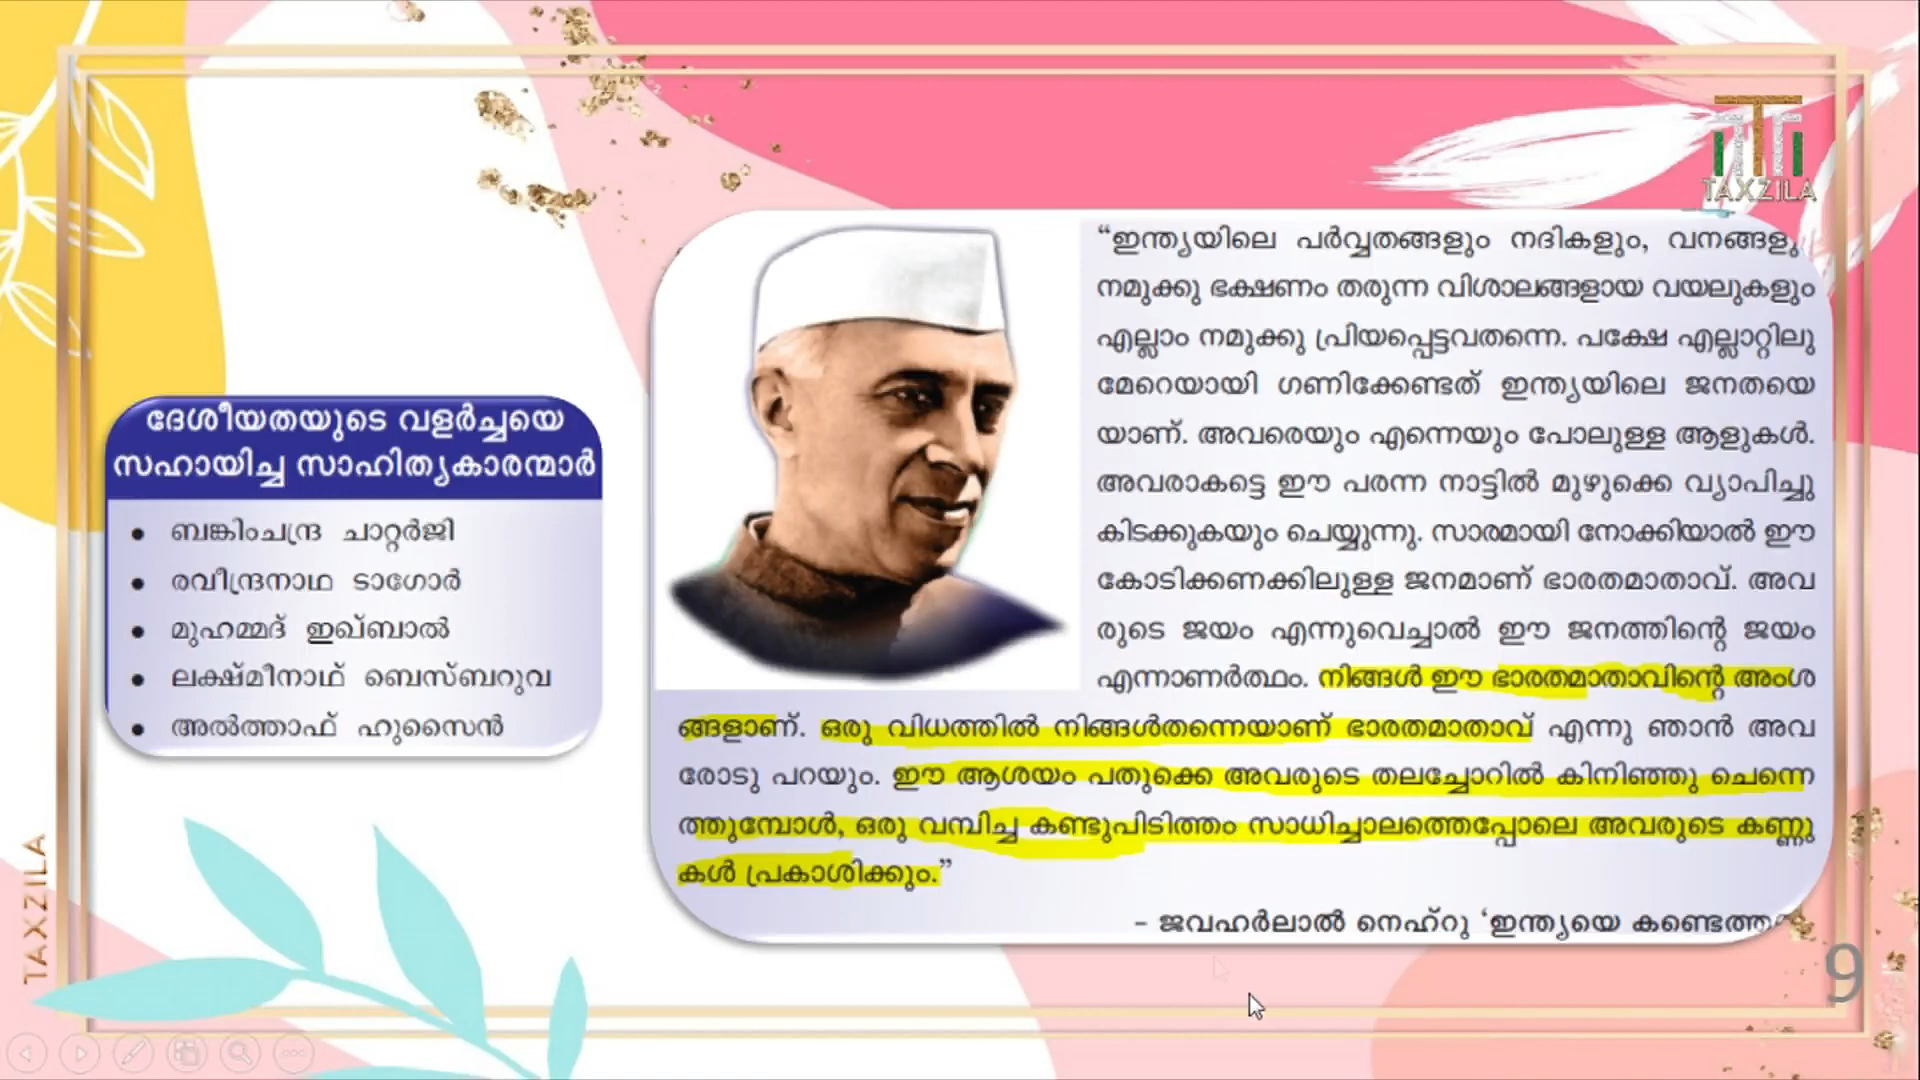 TAXZILA
ദേശീയതയുടെ വളർച്ചയെ
സഹായിച്ച സാഹിത്യകാരന്മാർ
• ബങ്കിംചന്ദ്ര ചാറ്റർജി
• രവീന്ദ്രനാഥ ടാഗോർ
• മുഹമ്മദ് ഇഖ്ബാൽ
• ലക്ഷ്മീനാഥ് ബെസ്ബറുവ
• അൽത്താഫ് ഹുസൈൻ
“ഇന്ത്യയിലെ പർവ്വതങ്ങളും നദികളും,
നമുക്കു ഭക്ഷണം തരുന്ന വിശാലങ്ങളായ വയലുകളും
എല്ലാം നമുക്കു പ്രിയപ്പെട്ടവതന്നെ. പക്ഷേ എല്ലാറ്റിലു
മേറെയായി ഗണിക്കേണ്ടത് ഇന്ത്യയിലെ ജനതയെ
യാണ്. അവരെയും എന്നെയും പോലുള്ള ആളുകൾ.
അവരാകട്ടെ ഈ പരന്ന നാട്ടിൽ മുഴുക്കെ വ്യാപിച്ചു
കിടക്കുകയും ചെയ്യുന്നു. സാരമായി നോക്കിയാൽ ഈ
കോടിക്കണക്കിലുള്ള ജനമാണ് ഭാരതമാതാവ്. അവ
രുടെ ജയം എന്നുവെച്ചാൽ ഈ ജനത്തിന്റെ ജയം
എന്നാണർത്ഥം. നിങ്ങൾ ഈ ഭാരതമാതാവിന്റെ അംശ
ങ്ങളാണ്. ഒരു വിധത്തിൽ നിങ്ങൾതന്നെയാണ് ഭാരതമാതാവ് എന്നു ഞാൻ അവ
രോടു പറയും. ഈ ആശയം പതുക്കെ അവരുടെ തലച്ചോറിൽ കിനിഞ്ഞു ചെന്നെ
ത്തുമ്പോൾ, ഒരു വമ്പിച്ച കണ്ടുപിടിത്തം സാധിച്ചാലത്തെപ്പോലെ അവരുടെ കണ്ണു
കൾ പ്രകാശിക്കും.”
– ജവഹർലാൽ നെഹ്റു ‘ഇന്ത്യയെ
TAXZILA
9